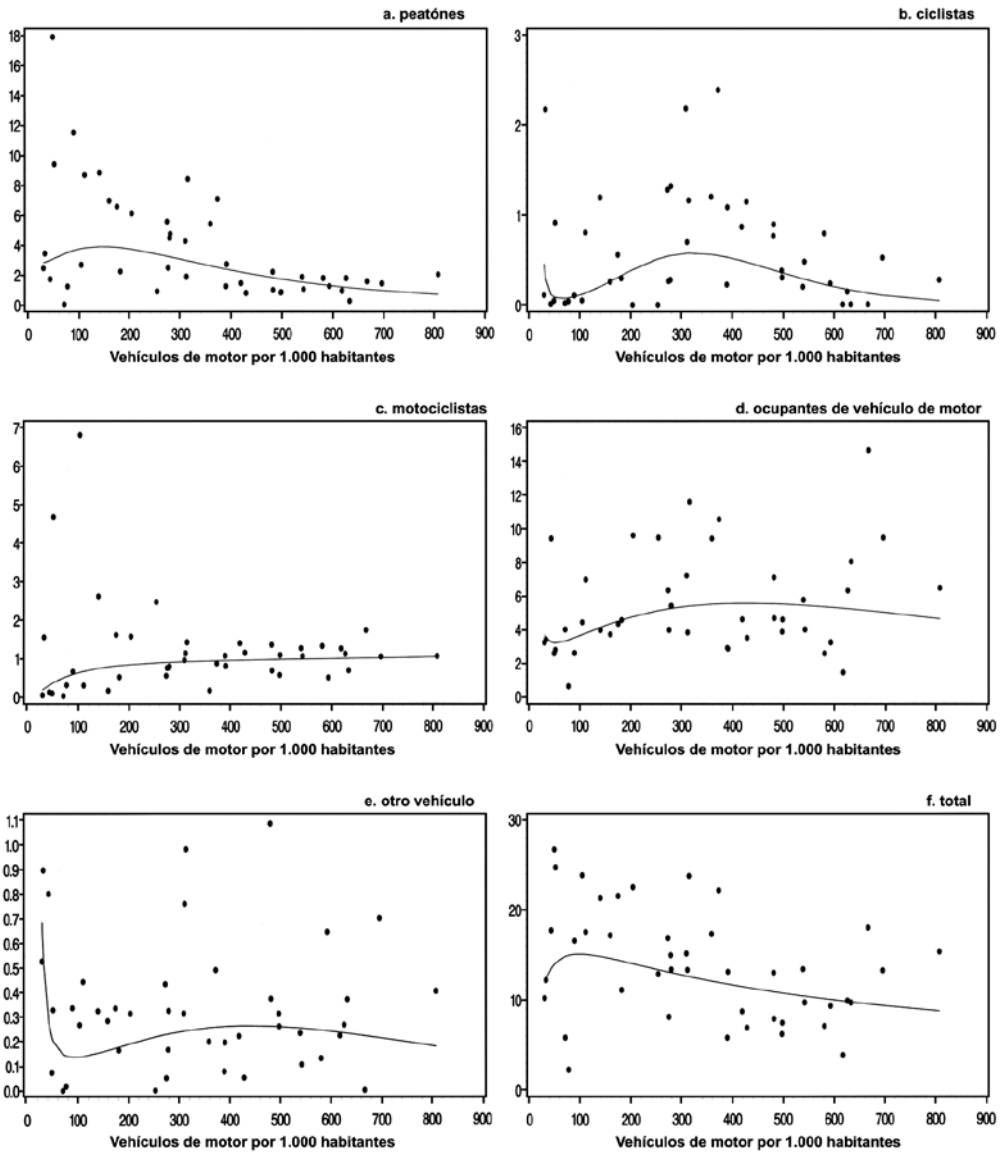 a. peatónes
18
16
14
12
10
8
6
4
2
0
0 100 200 300 400 500 600 700 800 900
Vehículos de motor por 1.000 habitantes
b. ciclistas
3
2
1
0
0 100 200 300 400 500 600 700 800 900
Vehículos de motor por 1.000 habitantes
c. motociclistas
7
6
5
4
3
2
1
0
0 100 200 300 400 500 600 700 800 900
Vehículos de motor por 1.000 habitantes
d. ocupantes de vehículo de motor
16
14
12
10
8
6
4
2
0
0 100 200 300 400 500 600 700 800 900
Vehículos de motor por 1.000 habitantes
e. otro vehículo
1.1
1.0
0.9
0.8
0.7
0.6
0.5
0.4
0.3
0.2
0.1
0.0
0 100 200 300 400 500 600 700 800 900
Vehículos de motor por 1.000 habitantes
f. total
30
20
10
0
0 100 200 300 400 500 600 700 800 900
Vehículos de motor por 1.000 habitantes